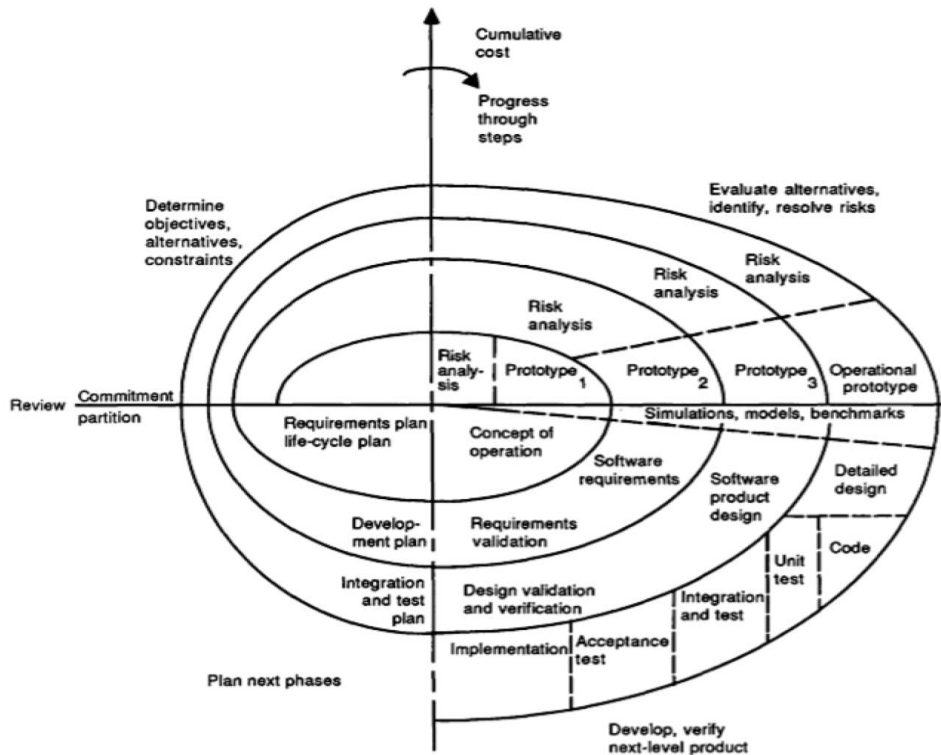 Cumulative
cost
Progress
through
steps
Evaluate alternatives,
identify, resolve risks
Determine
objectives,
alternatives,
constraints
Risk
analysis
Risk
analysis
Risk
analysis
Risk
analy-
sis
Prototype 1
Prototype 2
Prototype 3
Operational
prototype
Review
Commitment
partition
Simulations, models, benchmarks
Requirements plan
life-cycle plan
Concept of
operation
Software
requirements
Software
product
design
Detailed
design
Develop-
ment plan
Requirements
validation
Code
Unit
test
Integration
and test
plan
Design validation
and verification
Integration
and test
Acceptance
test
Implementation
Plan next phases
Develop, verify
next-level product